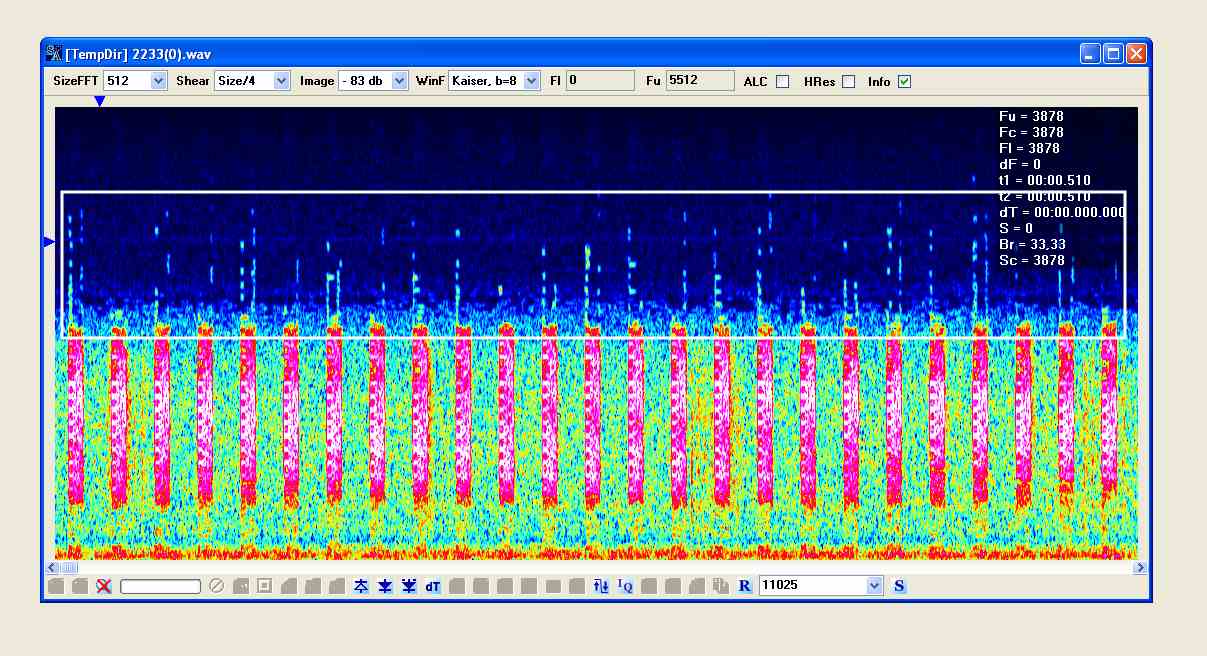 [TempDir] 2233(0).wav
SizeFFT 512 Shear Size/4 Image - 83 db WinF Kaiser, b=8 Fl 0 Fu 5512 ALC HRes Info
Fu = 3878
Fc = 3878
Fl = 3878
dF = 0
t1 = 00:00.510
t2 = 00:00.510
dT = 00:00.000.000
S = 0
Br = 33,33
Sc = 3878
dT IQ R 11025 S